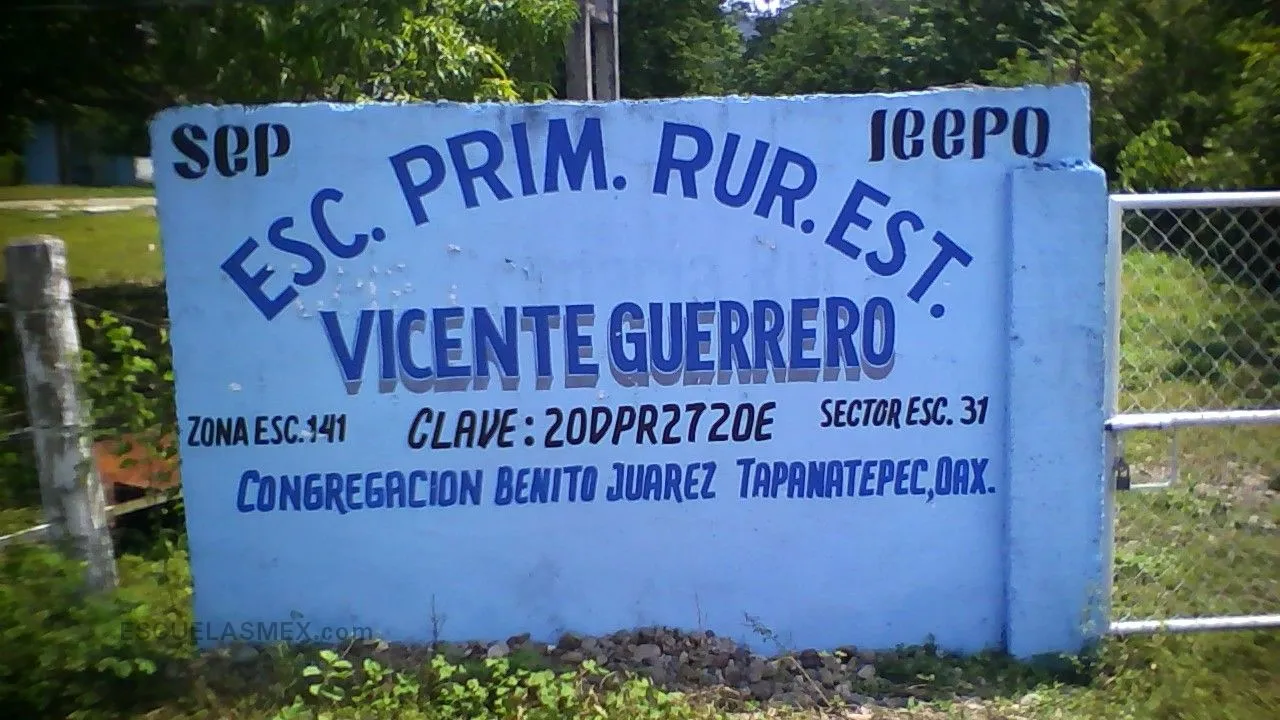 SEP IEEPO
ESC. PRIM. RUR. EST.
VICENTE GUERRERO
ZONA ESC. 141 CLAVE: 20DPR2720E SECTOR ESC. 31
CONGREGACION BENITO JUAREZ TAPANATEPEC, OAX.
ESCUELASMEX.com